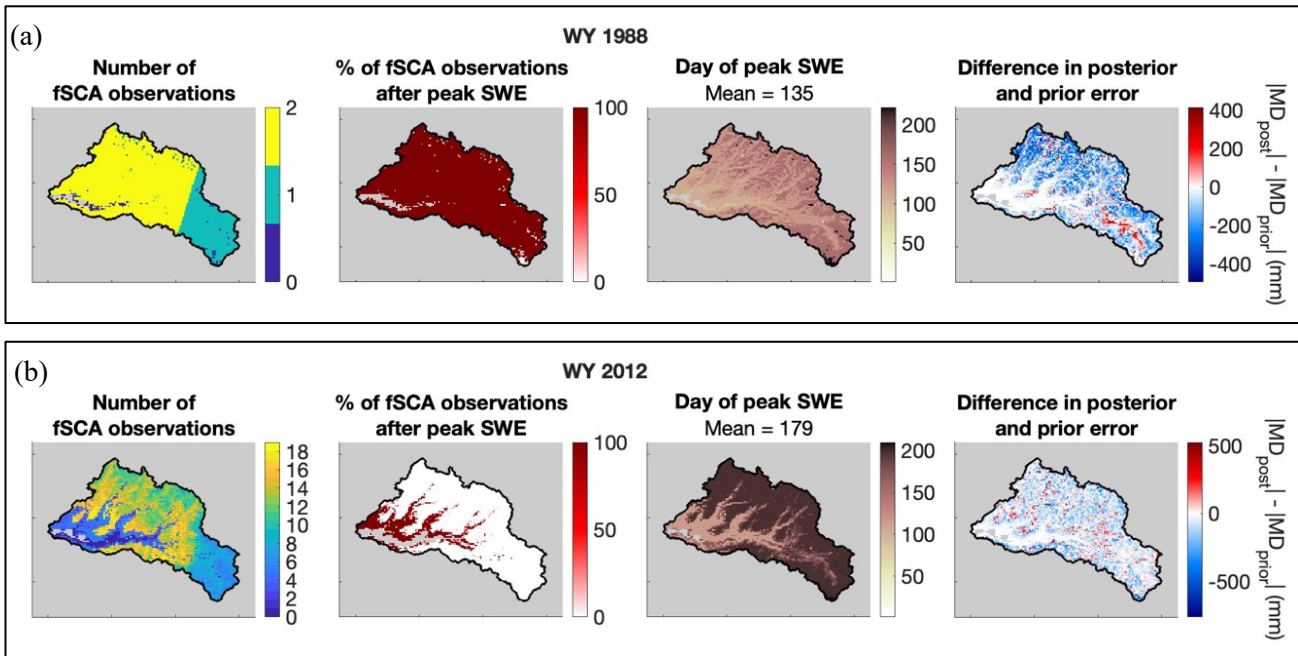 (a)
WY 1988
Number of
fSCA observations
2
1
0
% of fSCA observations
after peak SWE
100
50
0
Day of peak SWE
Mean = 135
200
150
100
50
Difference in posterior
and prior error
400
200
0
-200
-400
|MD_post| - |MD_prior| (mm)
(b)
WY 2012
Number of
fSCA observations
18
16
14
12
10
8
6
4
2
0
% of fSCA observations
after peak SWE
100
50
0
Day of peak SWE
Mean = 179
200
150
100
50
Difference in posterior
and prior error
500
0
-500
|MD_post| - |MD_prior| (mm)